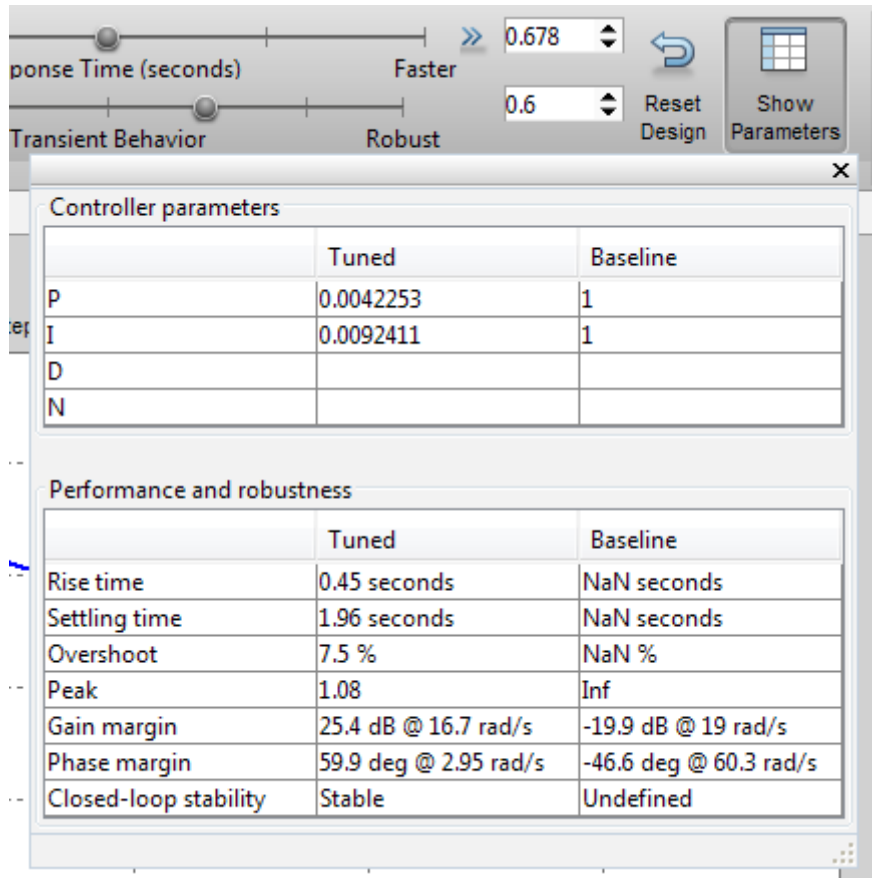 0.678
ponse Time (seconds) Faster
0.6 Reset Show
Transient Behavior Robust Design Parameters
Controller parameters
Tuned Baseline
P 0.0042253 1
I 0.0092411 1
D
N
Performance and robustness
Tuned Baseline
Rise time 0.45 seconds NaN seconds
Settling time 1.96 seconds NaN seconds
Overshoot 7.5 % NaN %
Peak 1.08 Inf
Gain margin 25.4 dB @ 16.7 rad/s -19.9 dB @ 19 rad/s
Phase margin 59.9 deg @ 2.95 rad/s -46.6 deg @ 60.3 rad/s
Closed-loop stability Stable Undefined